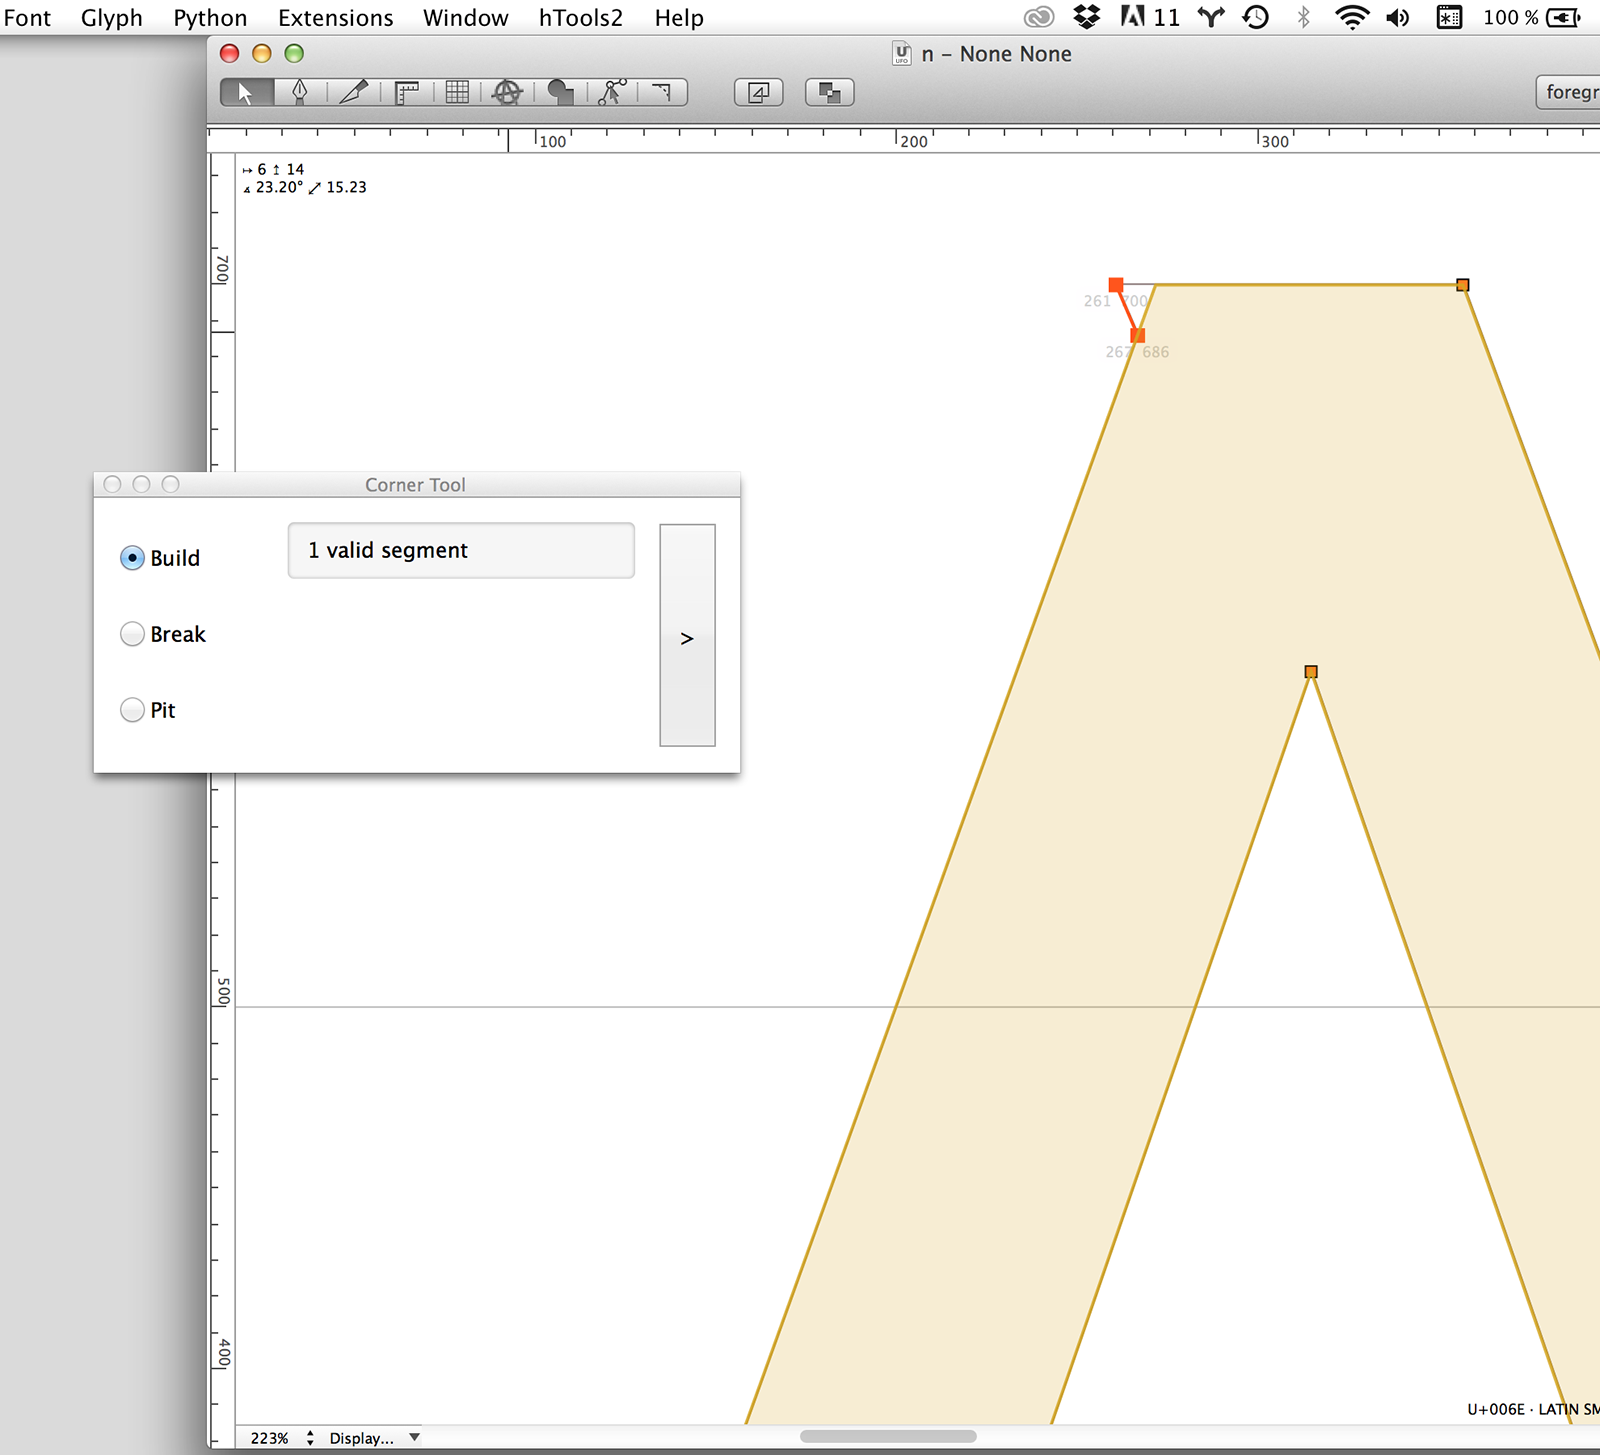 Font Glyph Python Extensions Window hTools2 Help 11 100 %
n – None None
foregr
100 200 300
↦ 6 ↥ 14
∡ 23.20° ⤢ 15.23
700
261 700
267 686
Corner Tool
Build
1 valid segment
Break
>
Pit
500
400
U+006E · LATIN SM
223% Display...